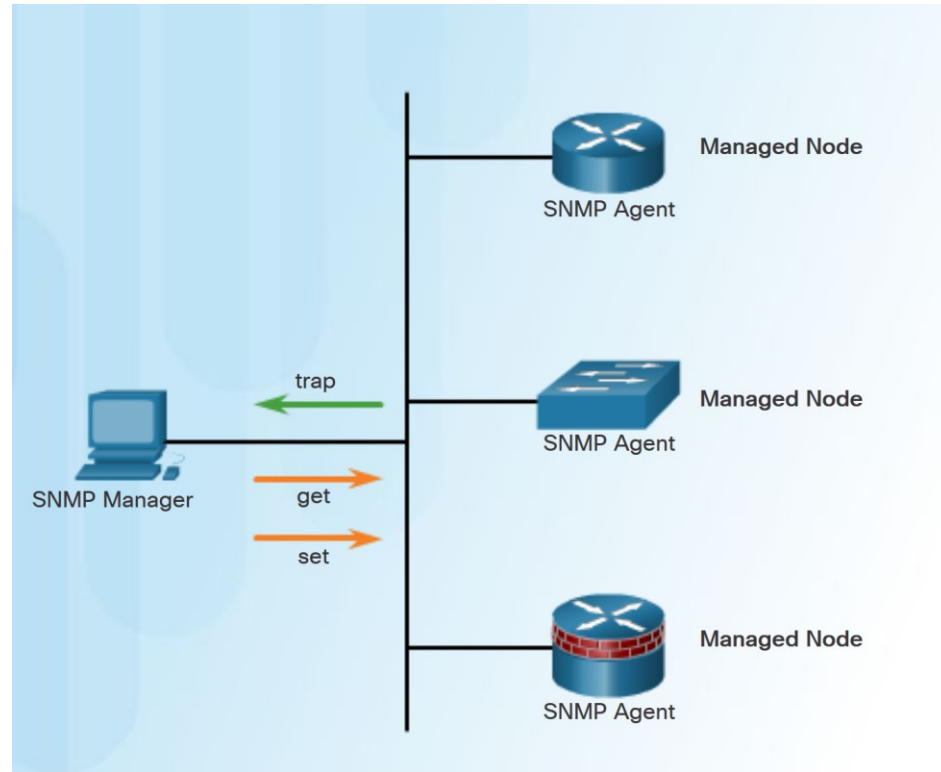 Managed Node
SNMP Agent
trap
Managed Node
SNMP Agent
SNMP Manager
get
set
Managed Node
SNMP Agent